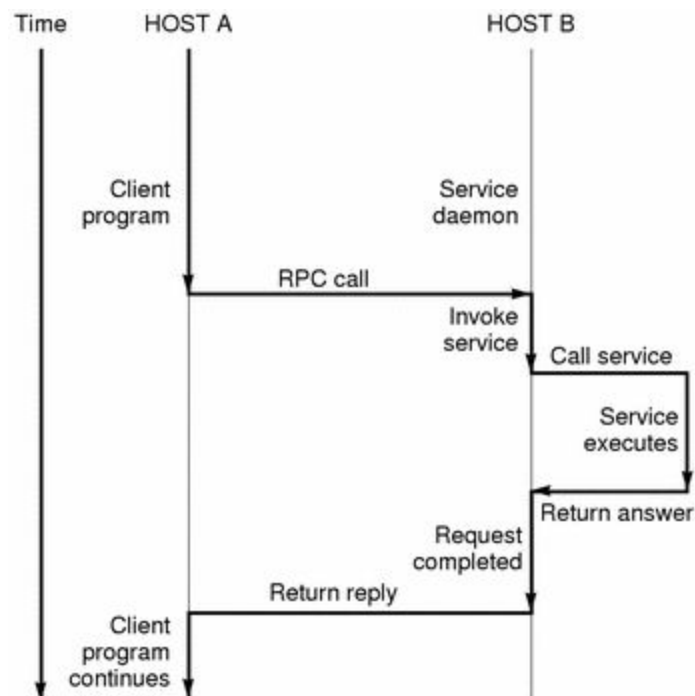 Time HOST A HOST B
Client
program
Service
daemon
RPC call
Invoke
service
Call service
Service
executes
Return answer
Request
completed
Return reply
Client
program
continues